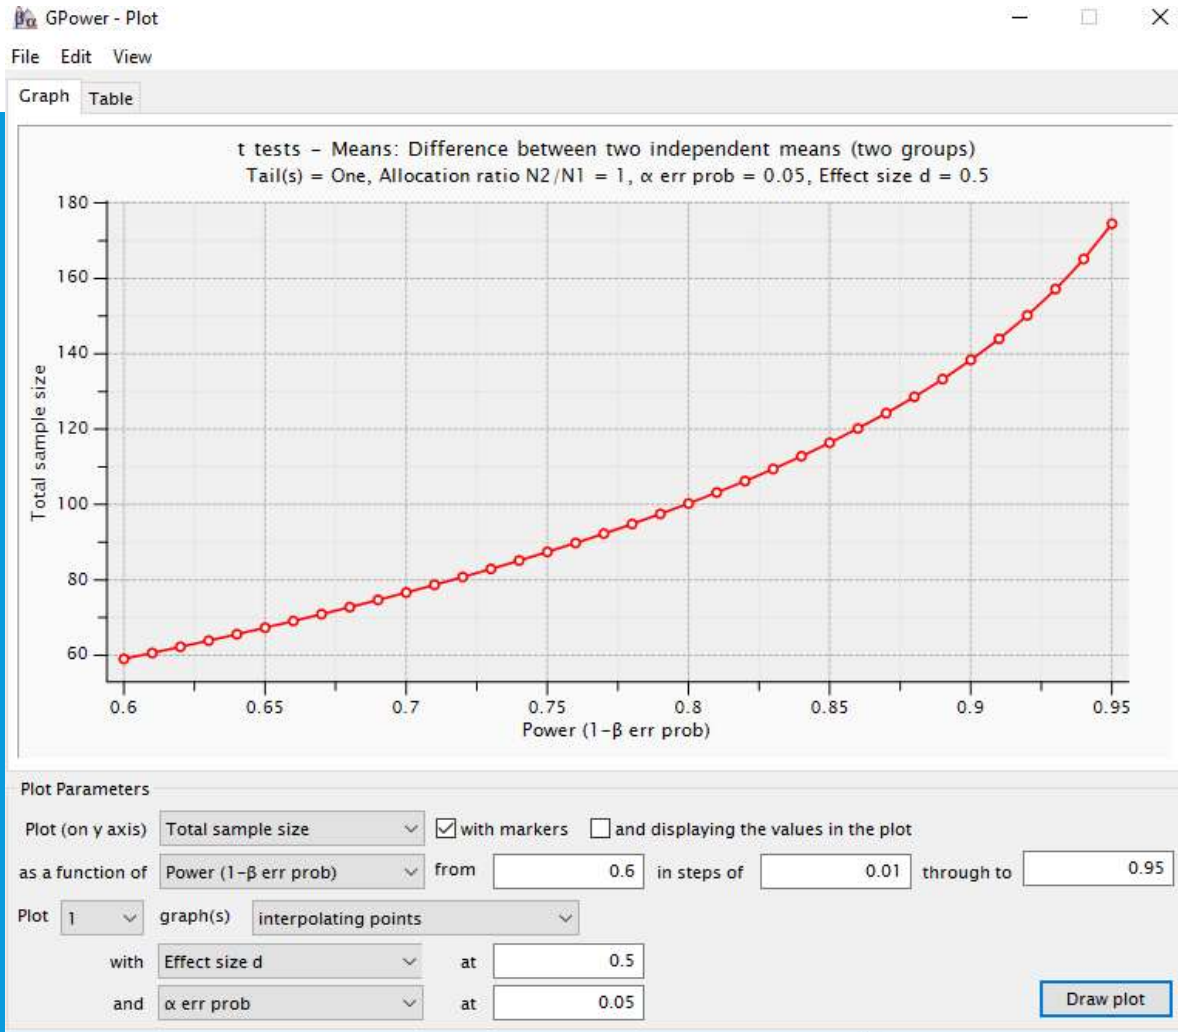 GPower - Plot
File Edit View
Graph Table
t tests – Means: Difference between two independent means (two groups)
Tail(s) = One, Allocation ratio N2/N1 = 1, α err prob = 0.05, Effect size d = 0.5
180
160
140
120
100
80
60
Total sample size
0.6 0.65 0.7 0.75 0.8 0.85 0.9 0.95
Power (1-β err prob)
Plot Parameters
Plot (on y axis) Total sample size with markers and displaying the values in the plot
as a function of Power (1-β err prob) from 0.6 in steps of 0.01 through to 0.95
Plot 1 graph(s) interpolating points
with Effect size d at 0.5
and α err prob at 0.05
Draw plot